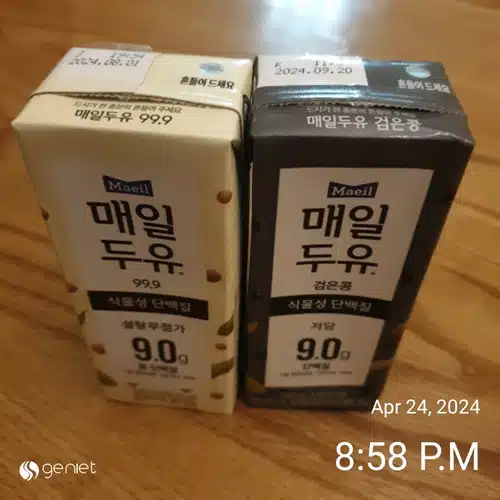 2024.08.01
흔들어 드세요
드시기 전 충분히 흔들어 주세요
매일두유 99.9
Maeil
매일
두유
99.9
식물성 단백질
설탕무첨가
9.0g
콩 단백질
2024.09.20
흔들어 드세요
드시기 전 충분히 흔들어 주세요
매일두유 검은콩
Maeil
매일
두유
검은콩
식물성 단백질
저당
9.0g
단백질
Apr 24, 2024
8:58 P.M
geniet